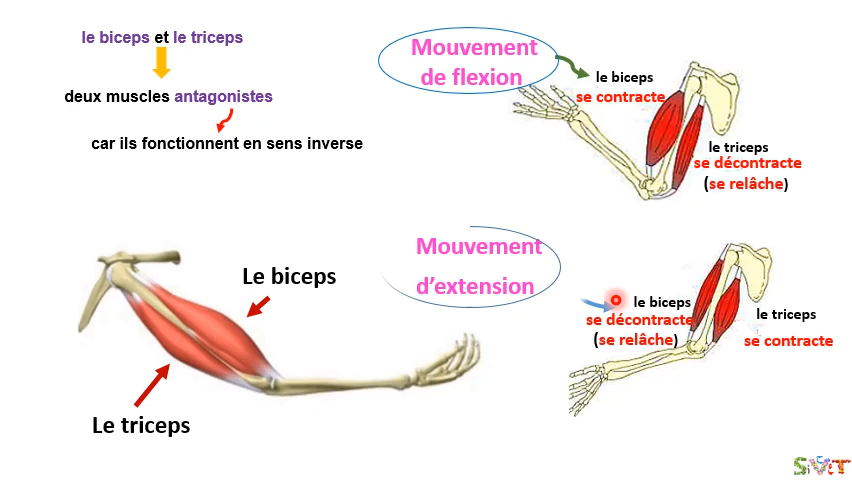 le biceps et le triceps
deux muscles antagonistes
car ils fonctionnent en sens inverse
Mouvement
de flexion
le biceps
se contracte
le triceps
se décontracte
(se relâche)
Le biceps
Le triceps
Mouvement
d’extension
le biceps
se décontracte
(se relâche)
le triceps
se contracte
SVT